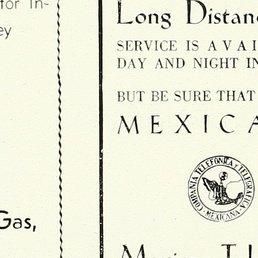 for In-
ey
Gas,
Long Distanc
SERVICE IS AVAI
DAY AND NIGHT IN
BUT BE SURE THAT
MEXICA
COMPAÑIA TELEFONICA Y TELEGRAFICA
MEXICANA